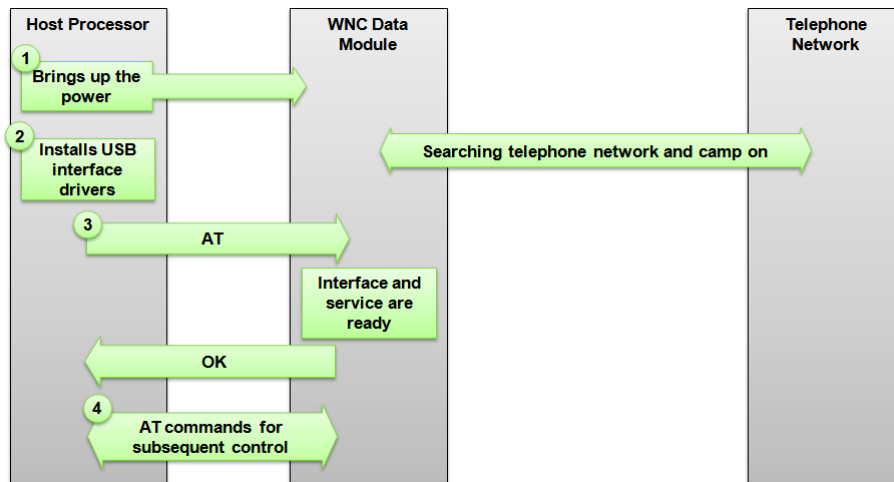 Host Processor
WNC Data
Module
Telephone
Network
1
Brings up the
power
2
Installs USB
interface
drivers
Searching telephone network and camp on
3
AT
Interface and
service are
ready
OK
4
AT commands for
subsequent control